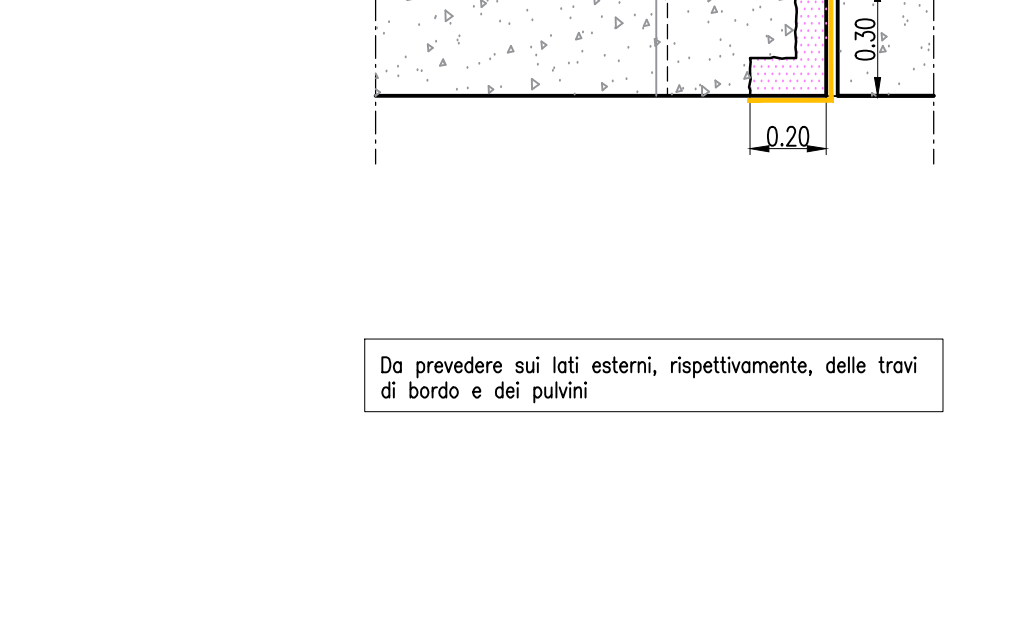 0.30
0.20
Da prevedere sui lati esterni, rispettivamente, delle travi
di bordo e dei pulvini